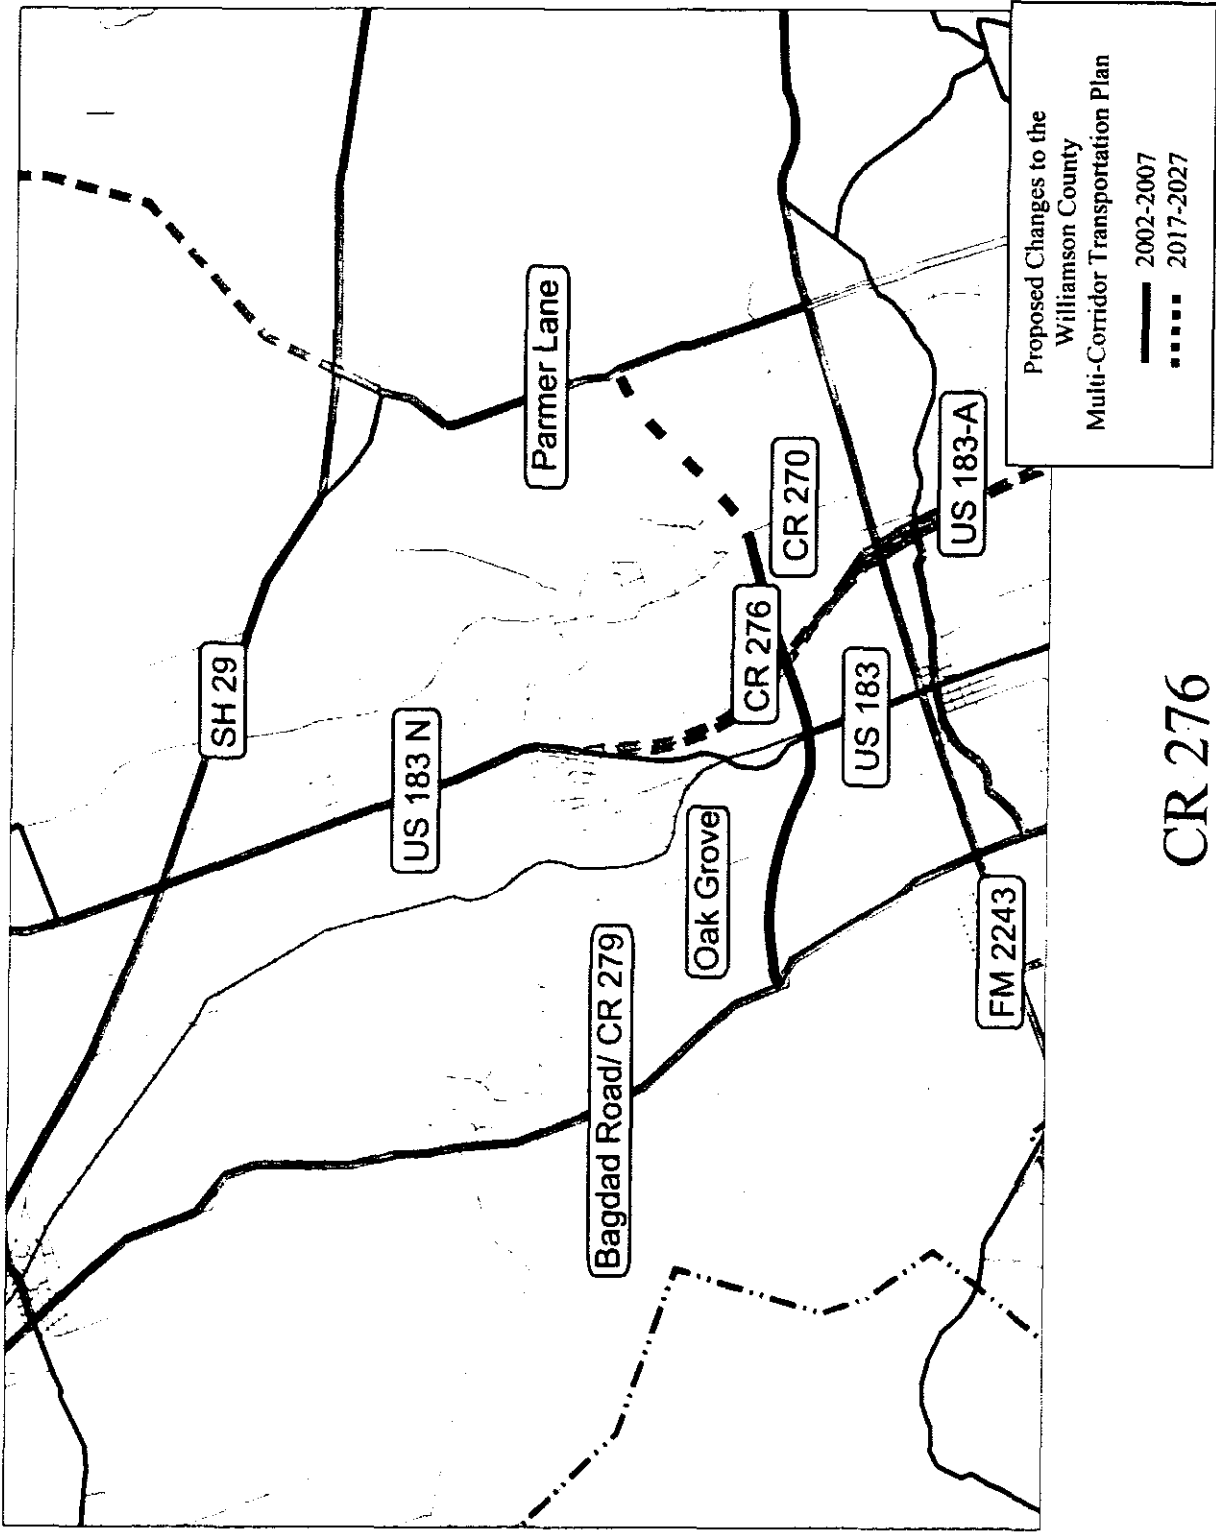 Proposed Changes to the
Williamson County
Multi-Corridor Transportation Plan
2002-2007
2017-2027
SH 29
US 183 N
Parmer Lane
Bagdad Road/ CR 279
Oak Grove
CR 276
CR 270
US 183
US 183-A
FM 2243
CR 276